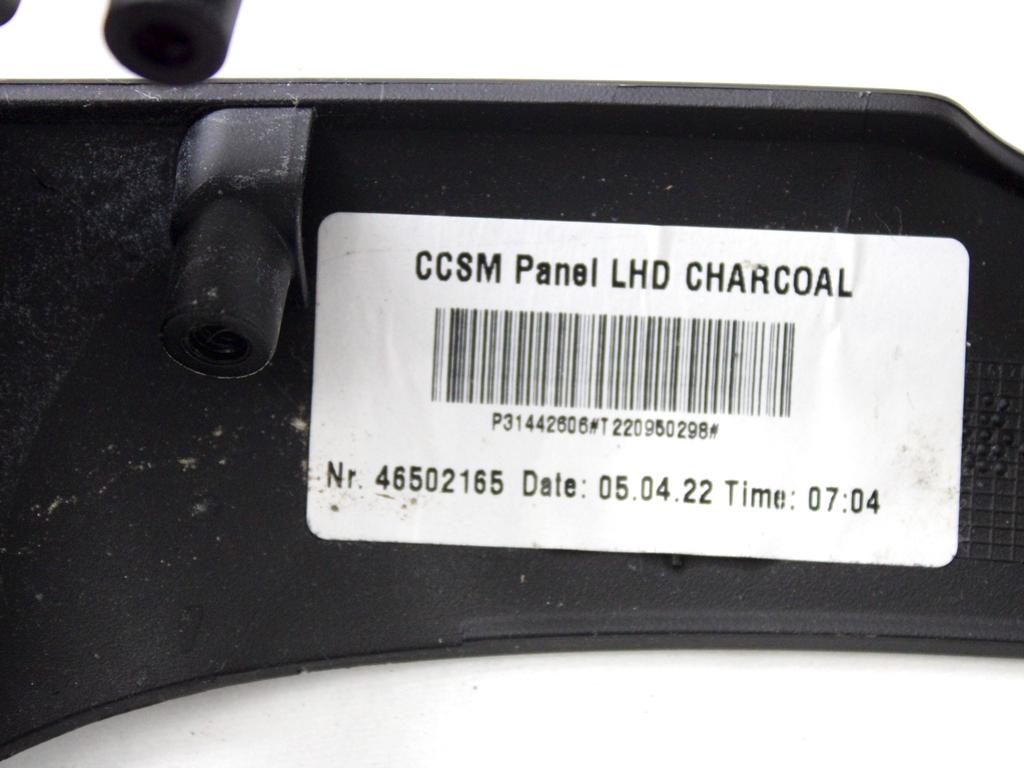 CCSM Panel LHD CHARCOAL
P31442606#T220950298#
Nr. 46502165 Date: 05.04.22 Time: 07:04